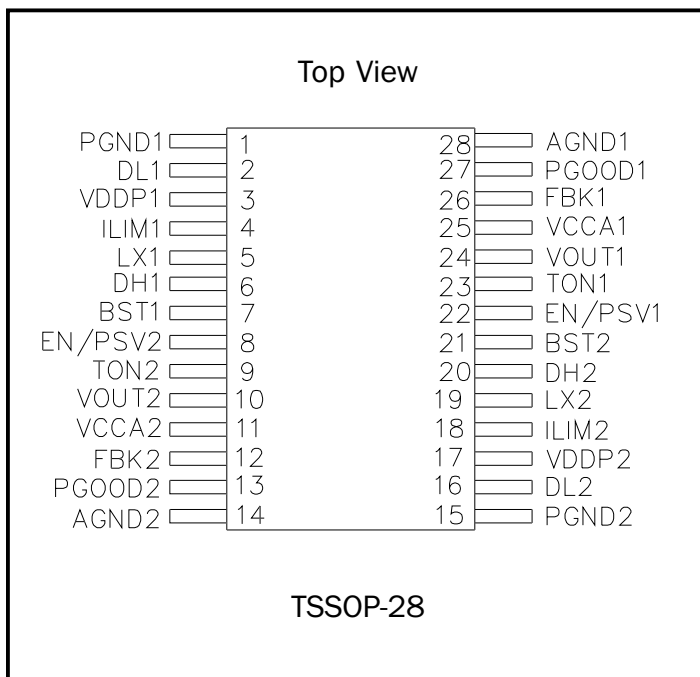 Top View
PGND1 1 28 AGND1
DL1 2 27 PGOOD1
VDDP1 3 26 FBK1
ILIM1 4 25 VCCA1
LX1 5 24 VOUT1
DH1 6 23 TON1
BST1 7 22 EN/PSV1
EN/PSV2 8 21 BST2
TON2 9 20 DH2
VOUT2 10 19 LX2
VCCA2 11 18 ILIM2
FBK2 12 17 VDDP2
PGOOD2 13 16 DL2
AGND2 14 15 PGND2
TSSOP-28